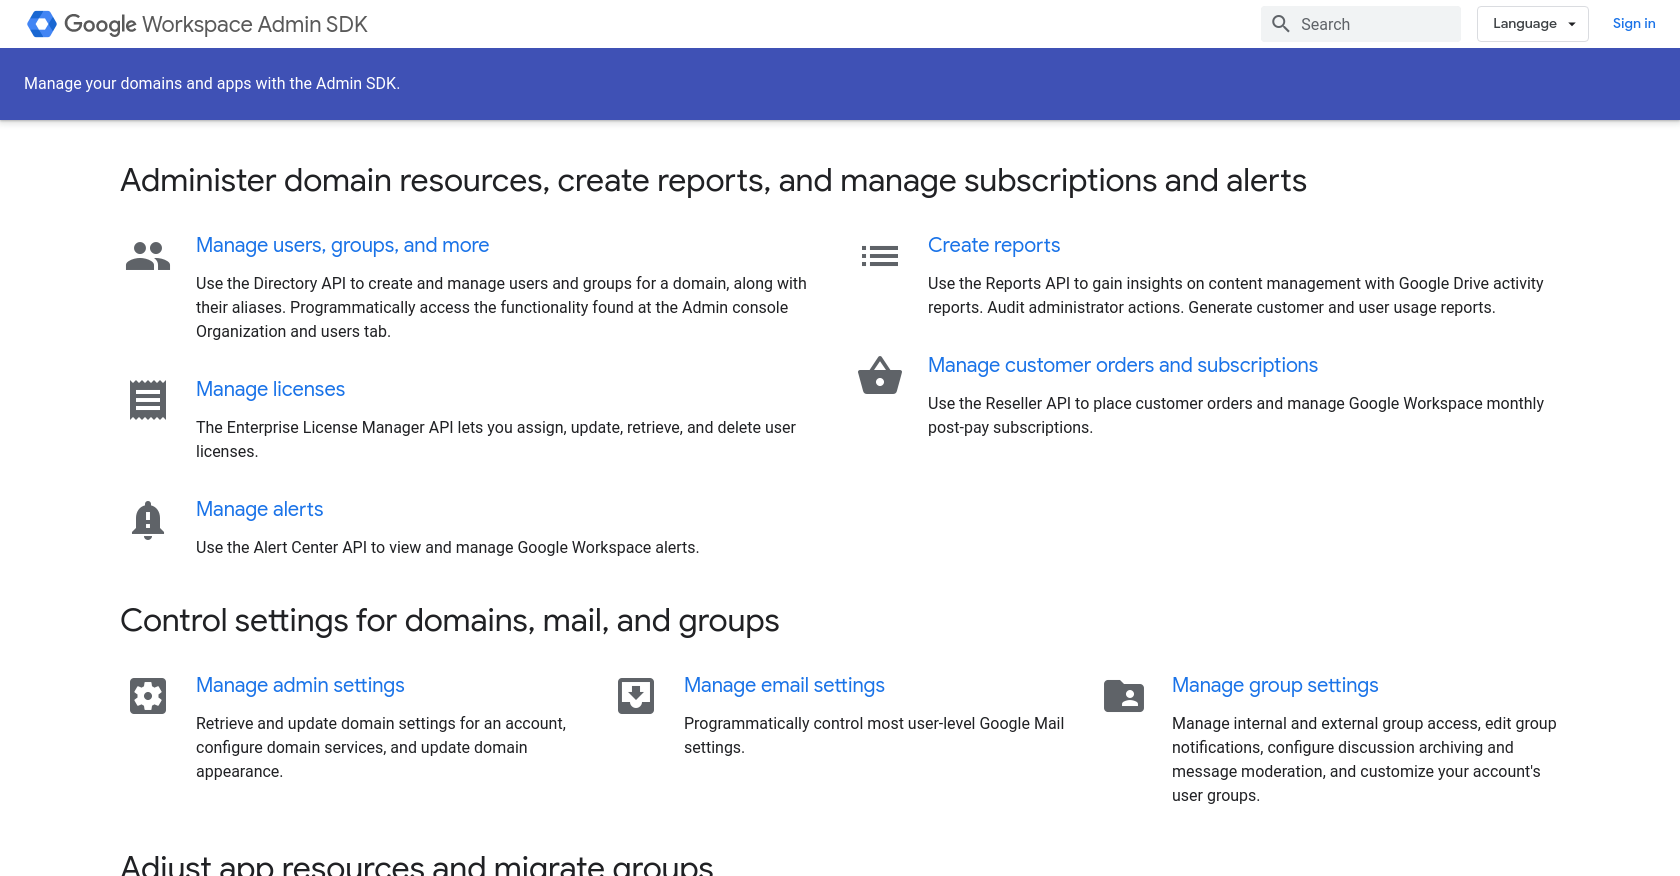 Google Workspace Admin SDK
Search
Language
Sign in
Manage your domains and apps with the Admin SDK.
Administer domain resources, create reports, and manage subscriptions and alerts
Manage users, groups, and more
Use the Directory API to create and manage users and groups for a domain, along with
their aliases. Programmatically access the functionality found at the Admin console
Organization and users tab.
Manage licenses
The Enterprise License Manager API lets you assign, update, retrieve, and delete user
licenses.
Manage alerts
Use the Alert Center API to view and manage Google Workspace alerts.
Create reports
Use the Reports API to gain insights on content management with Google Drive activity
reports. Audit administrator actions. Generate customer and user usage reports.
Manage customer orders and subscriptions
Use the Reseller API to place customer orders and manage Google Workspace monthly
post-pay subscriptions.
Control settings for domains, mail, and groups
Manage admin settings
Retrieve and update domain settings for an account,
configure domain services, and update domain
appearance.
Manage email settings
Programmatically control most user-level Google Mail
settings.
Manage group settings
Manage internal and external group access, edit group
notifications, configure discussion archiving and
message moderation, and customize your account's
user groups.
Adjust app resources and migrate groups